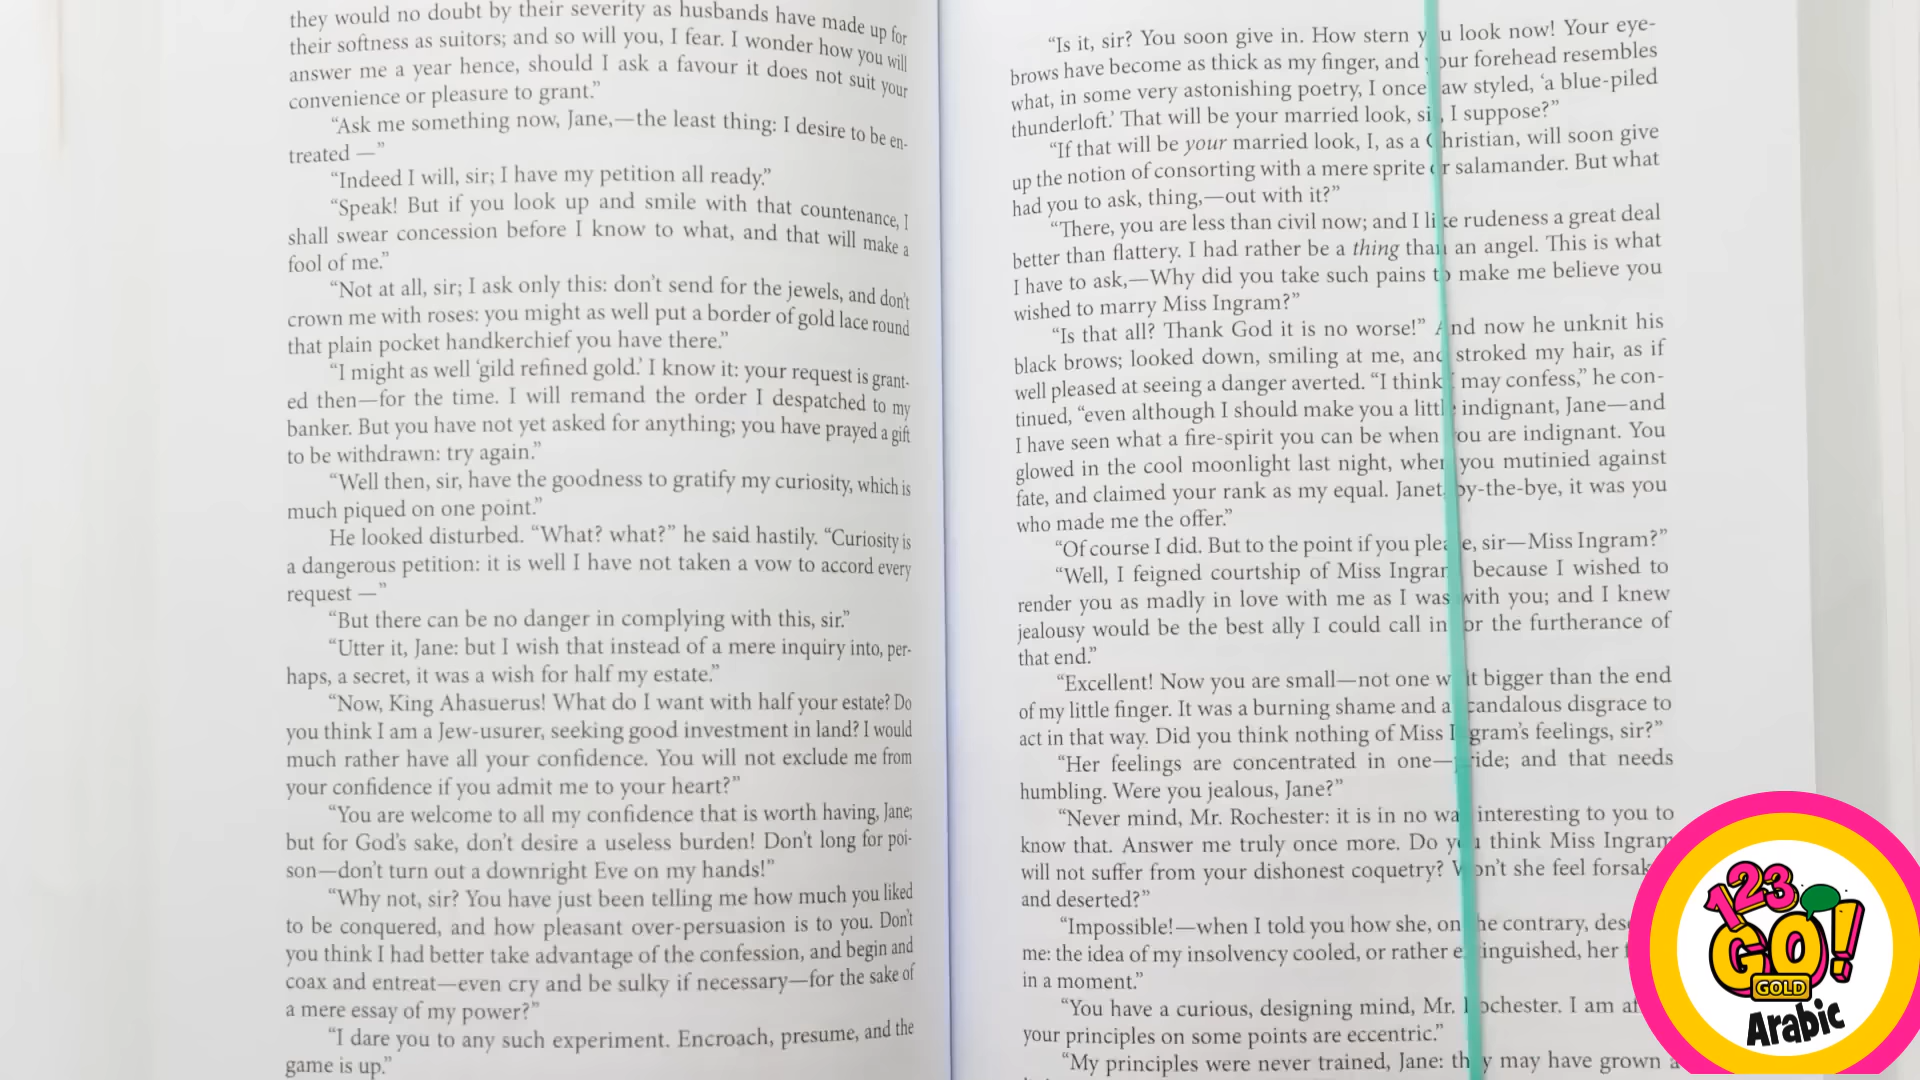 they would no doubt by their severity as husbands have made up for
their softness as suitors; and so will you, I fear. I wonder how you will
answer me a year hence, should I ask a favour it does not suit your
convenience or pleasure to grant.”
“Ask me something now, Jane,—the least thing: I desire to be en-
treated —”
“Indeed I will, sir; I have my petition all ready.”
“Speak! But if you look up and smile with that countenance, I
shall swear concession before I know to what, and that will make a
fool of me.”
“Not at all, sir; I ask only this: don’t send for the jewels, and don’t
crown me with roses: you might as well put a border of gold lace round
that plain pocket handkerchief you have there.”
“I might as well ‘gild refined gold.’ I know it: your request is grant-
ed then—for the time. I will remand the order I despatched to my
banker. But you have not yet asked for anything; you have prayed a gift
to be withdrawn: try again.”
“Well then, sir, have the goodness to gratify my curiosity, which is
much piqued on one point.”
He looked disturbed. “What? what?” he said hastily. “Curiosity is
a dangerous petition: it is well I have not taken a vow to accord every
request —”
“But there can be no danger in complying with this, sir.”
“Utter it, Jane: but I wish that instead of a mere inquiry into, per-
haps, a secret, it was a wish for half my estate.”
“Now, King Ahasuerus! What do I want with half your estate? Do
you think I am a Jew-usurer, seeking good investment in land? I would
much rather have all your confidence. You will not exclude me from
your confidence if you admit me to your heart?”
“You are welcome to all my confidence that is worth having, Jane;
but for God’s sake, don’t desire a useless burden! Don’t long for poi-
son—don’t turn out a downright Eve on my hands!”
“Why not, sir? You have just been telling me how much you liked
to be conquered, and how pleasant over-persuasion is to you. Don’t
you think I had better take advantage of the confession, and begin and
coax and entreat—even cry and be sulky if necessary—for the sake of
a mere essay of my power?”
“I dare you to any such experiment. Encroach, presume, and the
game is up.”
“Is it, sir? You soon give in. How stern you look now! Your eye-
brows have become as thick as my finger, and your forehead resembles
what, in some very astonishing poetry, I once saw styled, ‘a blue-piled
thunderloft.’ That will be your married look, sir, I suppose?”
“If that will be your married look, I, as a Christian, will soon give
up the notion of consorting with a mere sprite or salamander. But what
had you to ask, thing,—out with it?”
“There, you are less than civil now; and I like rudeness a great deal
better than flattery. I had rather be a thing than an angel. This is what
I have to ask,—Why did you take such pains to make me believe you
wished to marry Miss Ingram?”
“Is that all? Thank God it is no worse!” And now he unknit his
black brows; looked down, smiling at me, and stroked my hair, as if
well pleased at seeing a danger averted. “I think I may confess,” he con-
tinued, “even although I should make you a little indignant, Jane—and
I have seen what a fire-spirit you can be when you are indignant. You
glowed in the cool moonlight last night, when you mutinied against
fate, and claimed your rank as my equal. Janet, by-the-bye, it was you
who made me the offer.”
“Of course I did. But to the point if you please, sir—Miss Ingram?”
“Well, I feigned courtship of Miss Ingram, because I wished to
render you as madly in love with me as I was with you; and I knew
jealousy would be the best ally I could call in for the furtherance of
that end.”
“Excellent! Now you are small—not one whit bigger than the end
of my little finger. It was a burning shame and a scandalous disgrace to
act in that way. Did you think nothing of Miss Ingram’s feelings, sir?”
“Her feelings are concentrated in one—pride; and that needs
humbling. Were you jealous, Jane?”
“Never mind, Mr. Rochester: it is in no way interesting to you to
know that. Answer me truly once more. Do you think Miss Ingram
will not suffer from your dishonest coquetry? Won’t she feel
and deserted?”
“Impossible!—when I told you how she, on the contrary,
me: the idea of my insolvency cooled, or rather extinguished, her
in a moment.”
“You have a curious, designing mind, Mr. Rochester. I am
your principles on some points are eccentric.”
“My principles were never trained, Jane: they may have grown a
123
GO!
GOLD
Arabic